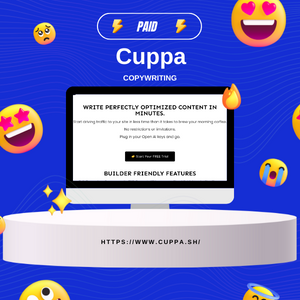 PAID
Cuppa
COPYWRITING
WRITE PERFECTLY OPTIMIZED CONTENT IN
MINUTES.
From driving traffic to your site in less time than it takes to brew your morning coffee.
No restrictions or limitations.
Plug in your Open AI keys and go.
Start Your FREE Trial
BUILDER FRIENDLY FEATURES
HTTPS://WWW.CUPPA.SH/